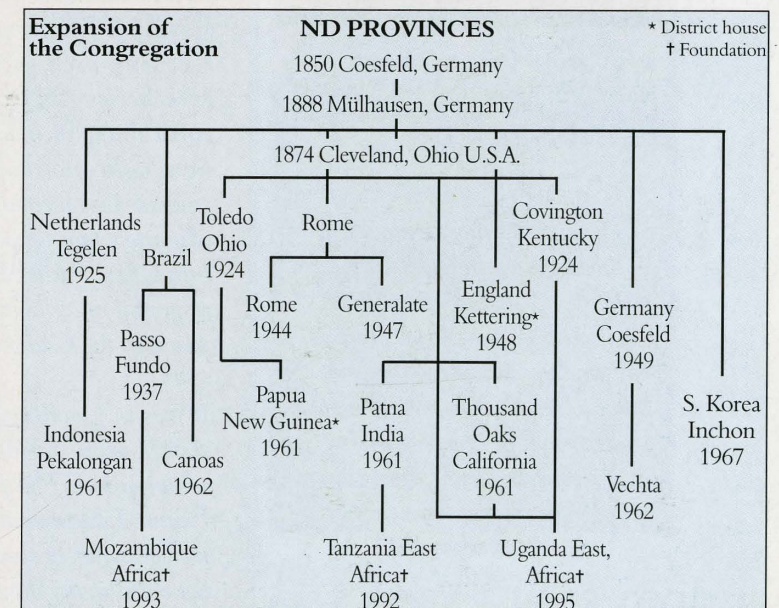 Expansion of
the Congregation
ND PROVINCES
* District house
† Foundation
1850 Coesfeld, Germany
1888 Mülhausen, Germany
1874 Cleveland, Ohio U.S.A.
Netherlands
Tegelen
1925
Brazil
Toledo
Ohio
1924
Rome
Covington
Kentucky
1924
Rome
1944
Generalate
1947
England
Kettering*
1948
Germany
Coesfeld
1949
Passo
Fundo
1937
Papua
New Guinea*
1961
Patna
India
1961
Thousand
Oaks
California
1961
S. Korea
Inchon
1967
Indonesia
Pekalongan
1961
Canoas
1962
Vechta
1962
Mozambique
Africa†
1993
Tanzania East
Africa†
1992
Uganda East,
Africa†
1995